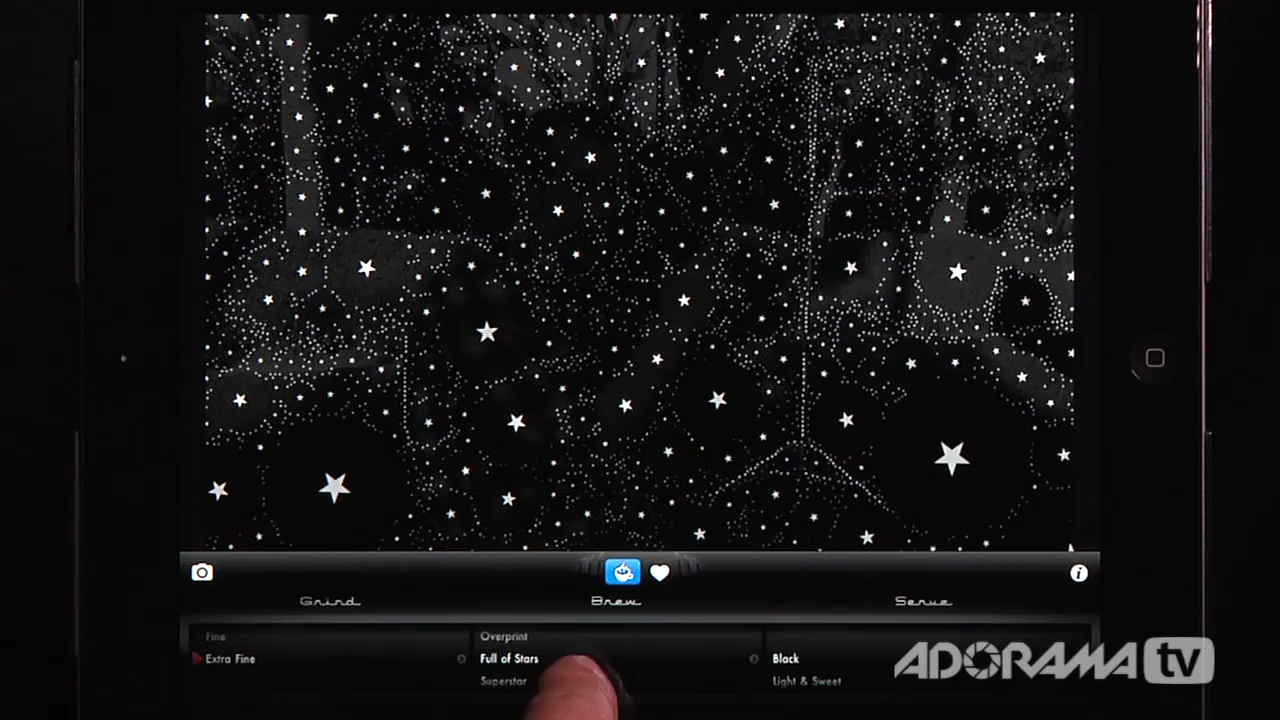 Grind
Brew
Serve
Fine
Overprint
Extra Fine
Full of Stars
Black
Superstar
Light & Sweet
ADORAMA tv